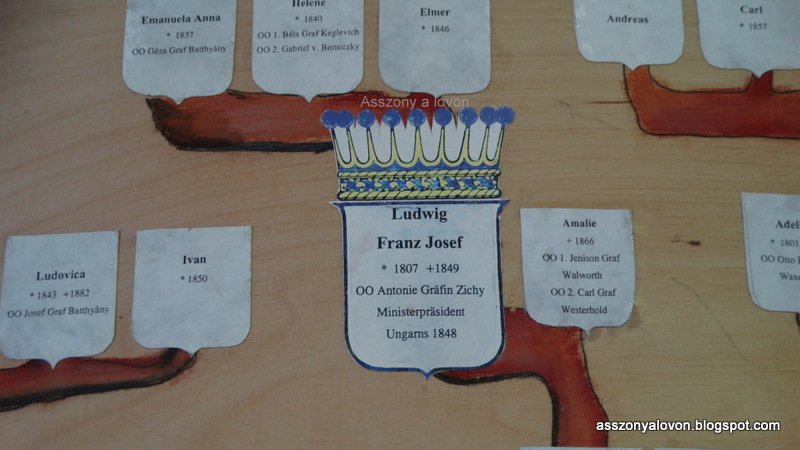 Emanuela Anna
* 1837
OO Géza Graf Batthyány
Helene
* 1840
OO 1. Béla Graf Keglevich
OO 2. Gabriel v. Berniczky
Elmer
* 1846
Andreas
Carl
* 1857
Asszony a lovon
Ludovica
* 1843 +1882
OO Josef Graf Batthyány
Ivan
* 1850
Ludwig
Franz Josef
* 1807 +1849
OO Antonie Gräfin Zichy
Ministerpräsident
Ungarns 1848
Amalie
+ 1866
OO 1. Jenison Graf
Walworth
OO 2. Carl Graf
Westerhold
* 1801
OO Otto
asszonyalovon.blogspot.com